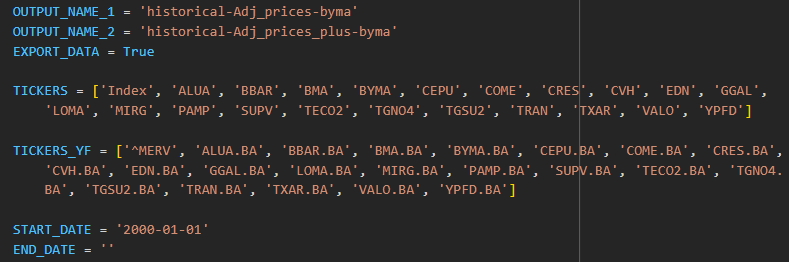 OUTPUT_NAME_1 = 'historical-Adj_prices-byma'
OUTPUT_NAME_2 = 'historical-Adj_prices_plus-byma'
EXPORT_DATA = True
TICKERS = ['Index', 'ALUA', 'BBAR', 'BMA', 'BYMA', 'CEPU', 'COME', 'CRES', 'CVH', 'EDN', 'GGAL',
'LOMA', 'MIRG', 'PAMP', 'SUPV', 'TECO2', 'TGNO4', 'TGSU2', 'TRAN', 'TXAR', 'VALO', 'YPFD']
TICKERS_YF = ['^MERV', 'ALUA.BA', 'BBAR.BA', 'BMA.BA', 'BYMA.BA', 'CEPU.BA', 'COME.BA', 'CRES.BA',
'CVH.BA', 'EDN.BA', 'GGAL.BA', 'LOMA.BA', 'MIRG.BA', 'PAMP.BA', 'SUPV.BA', 'TECO2.BA', 'TGNO4.
BA', 'TGSU2.BA', 'TRAN.BA', 'TXAR.BA', 'VALO.BA', 'YPFD.BA']
START_DATE = '2000-01-01'
END_DATE = ''